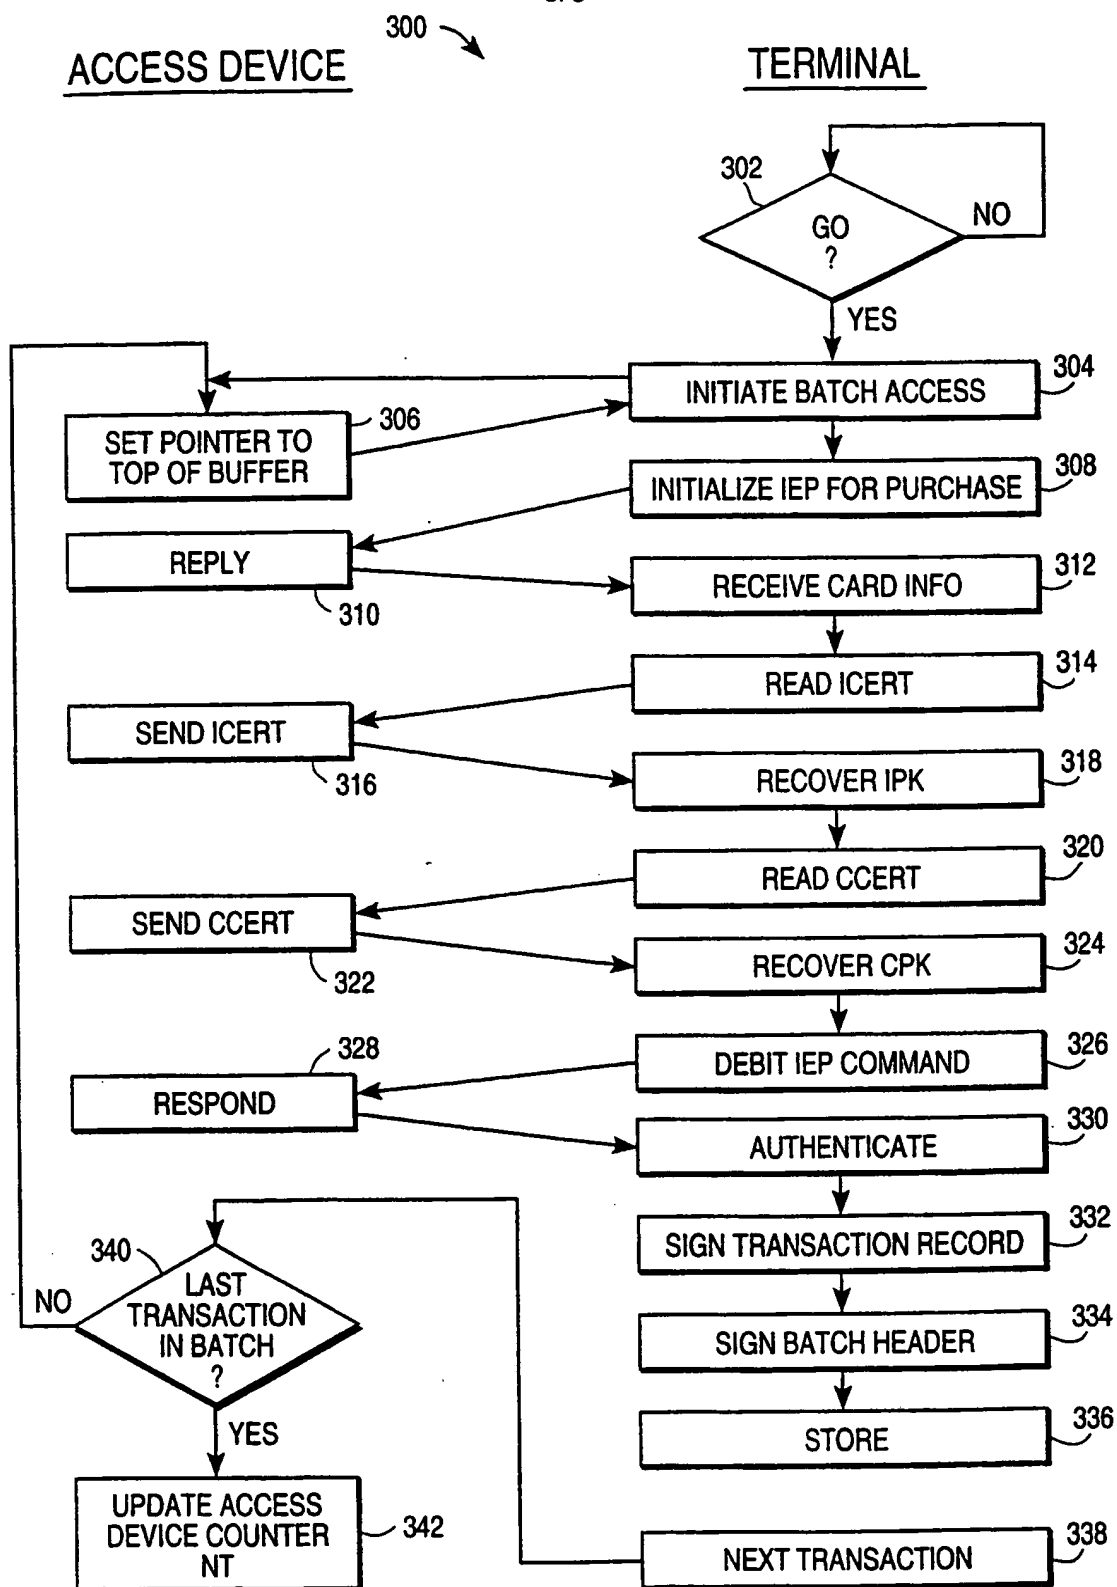 300
ACCESS DEVICE
TERMINAL
302
GO
?
NO
YES
304
INITIATE BATCH ACCESS
306
SET POINTER TO
TOP OF BUFFER
308
INITIALIZE IEP FOR PURCHASE
REPLY
310
312
RECEIVE CARD INFO
314
READ ICERT
SEND ICERT
316
318
RECOVER IPK
320
READ CCERT
SEND CCERT
322
324
RECOVER CPK
326
DEBIT IEP COMMAND
328
RESPOND
330
AUTHENTICATE
332
SIGN TRANSACTION RECORD
334
SIGN BATCH HEADER
336
STORE
338
NEXT TRANSACTION
340
LAST
TRANSACTION
IN BATCH
?
NO
YES
UPDATE ACCESS
DEVICE COUNTER
NT
342